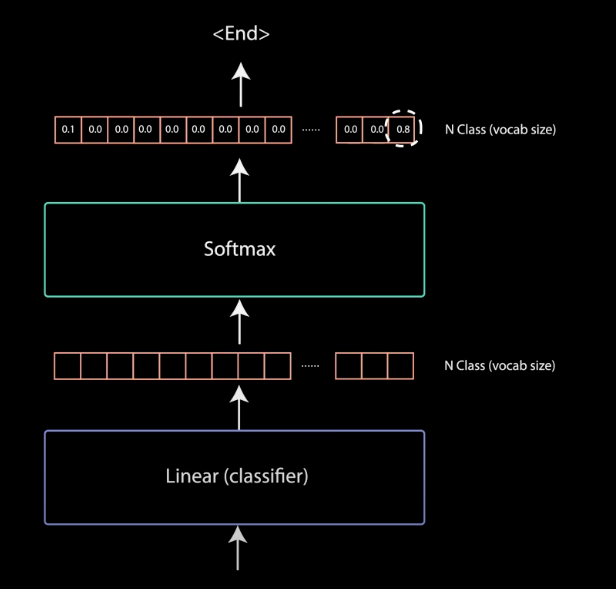 <End>
0.1 0.0 0.0 0.0 0.0 0.0 0.0 0.0 0.0 ...... 0.0 0.0 0.8 N Class (vocab size)
Softmax
...... N Class (vocab size)
Linear (classifier)